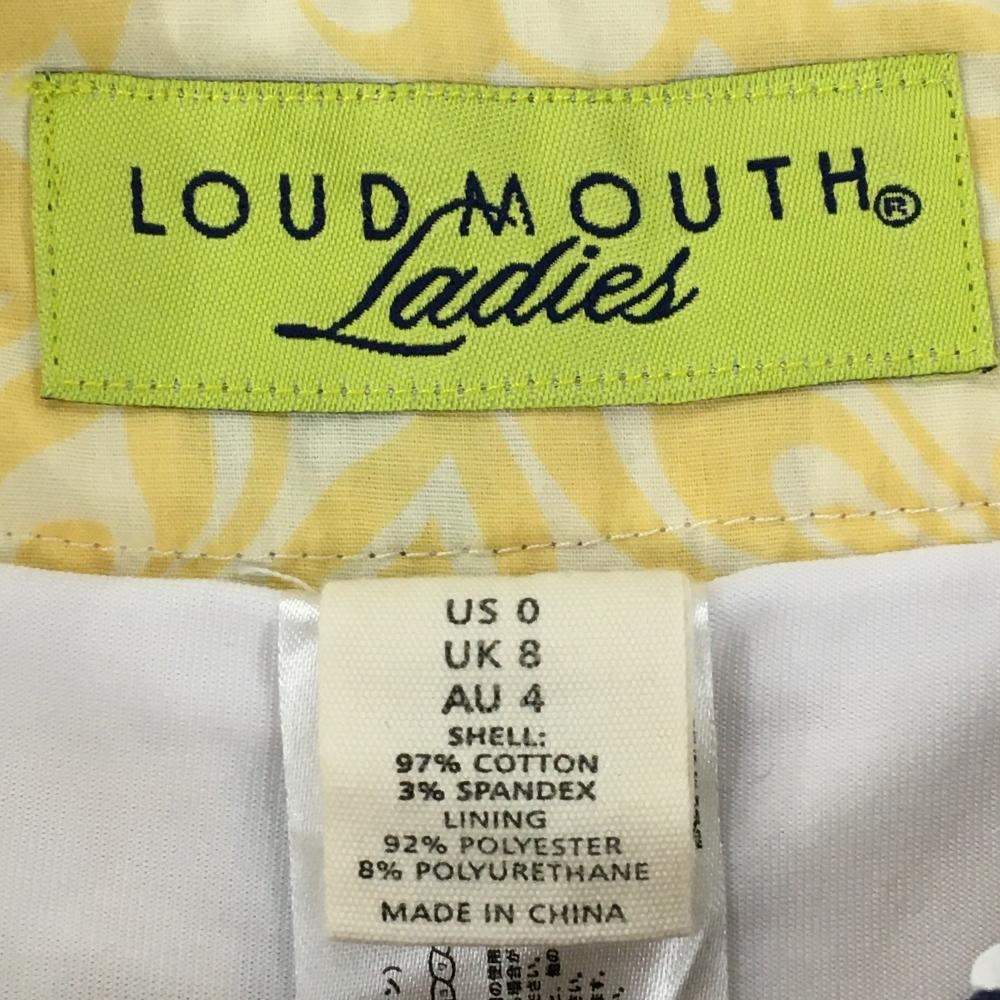 LOUDMOUTH®
Ladies
US 0
UK 8
AU 4
SHELL:
97% COTTON
3% SPANDEX
LINING
92% POLYESTER
8% POLYURETHANE
MADE IN CHINA